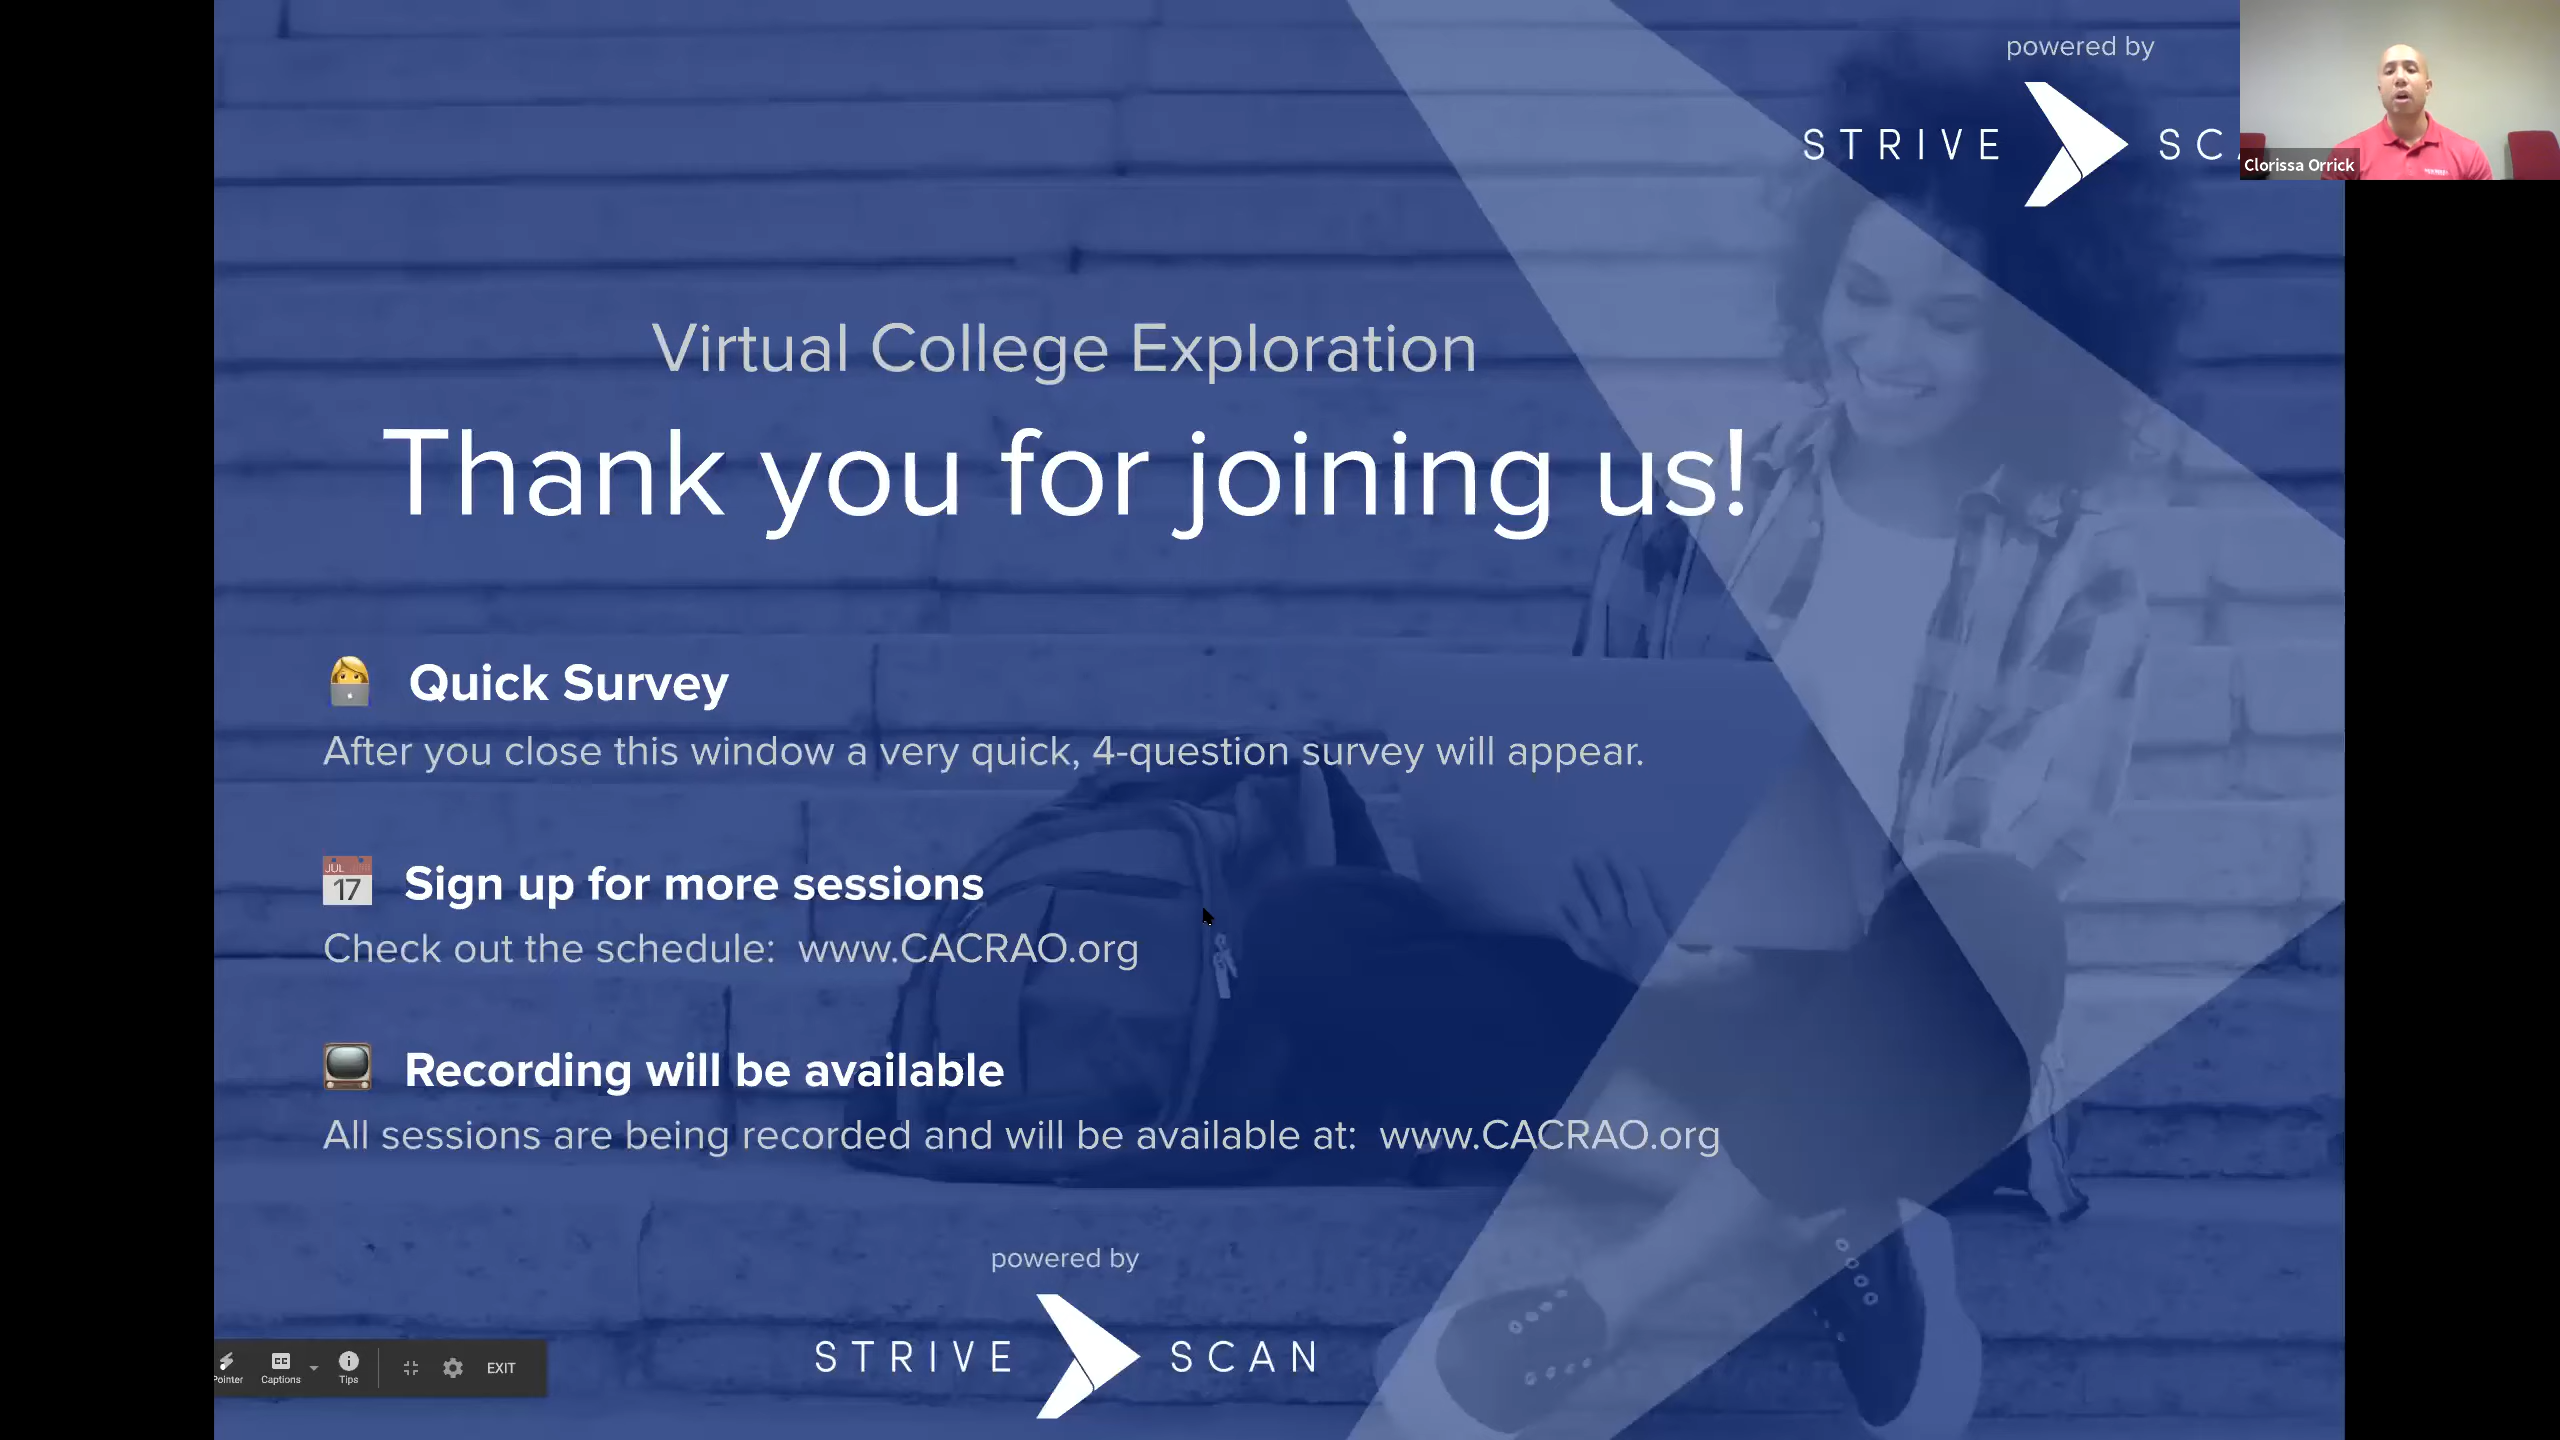 powered by
STRIVE SC
Clorissa Orrick
Virtual College Exploration
Thank you for joining us!
Quick Survey
After you close this window a very quick, 4-question survey will appear.
JUL
17
Sign up for more sessions
Check out the schedule: www.CACRAO.org
Recording will be available
All sessions are being recorded and will be available at: www.CACRAO.org
powered by
STRIVE SCAN
Pointer Captions Tips EXIT